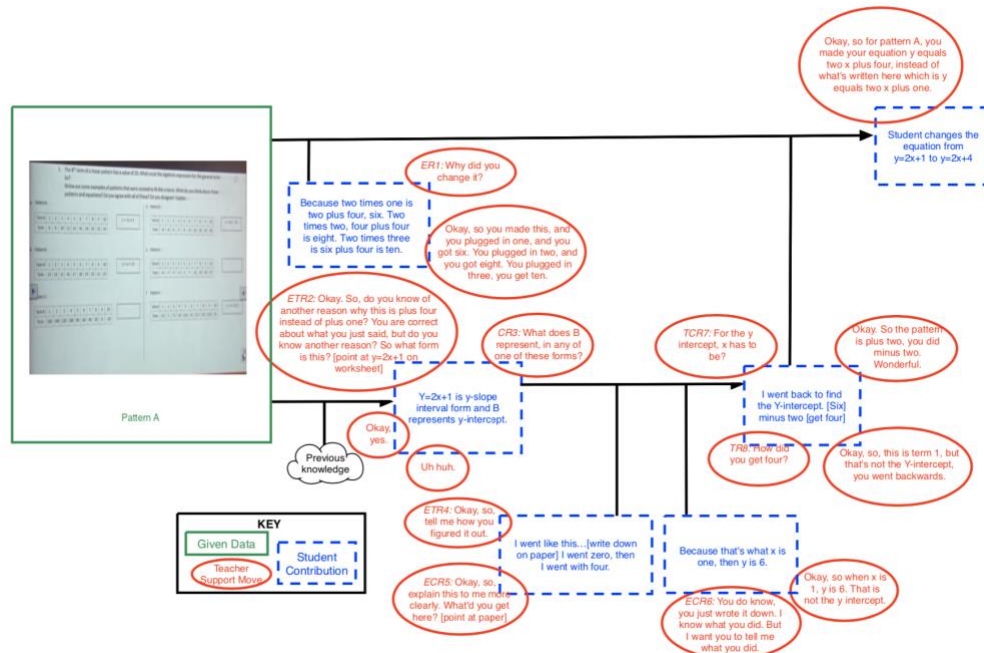 Okay, so for pattern A, you
made your equation y equals
two x plus four, instead of
what's written here which is y
equals two x plus one.
Student changes the
equation from
y=2x+1 to y=2x+4
ER1: Why did you
change it?
Because two times one is
two plus four, six. Two
times two, four plus four
is eight. Two times three
is six plus four is ten.
Okay, so you made this, and
you plugged in one, and you
got six. You plugged in two, and
you got eight. You plugged in
three, you get ten.
ETR2: Okay. So, do you know of
another reason why this is plus four
instead of plus one? You are correct
about what you just said, but do you
know another reason? So what form
is this? [point at y=2x+1 on
worksheet]
CR3: What does B
represent, in any of
one of these forms?
TCR7: For the y
intercept, x has to
be?
Okay. So the pattern
is plus two, you did
minus two.
Wonderful.
Pattern A
Y=2x+1 is y-slope
interval form and B
represents y-intercept.
I went back to find
the Y-intercept. [Six]
minus two [get four]
Okay,
yes.
Previous
knowledge
Uh huh.
TR8: How did
you get four?
Okay, so, this is term 1, but
that's not the Y-intercept,
you went backwards.
KEY
Given Data
Teacher
Support Move
Student
Contribution
ETR4: Okay, so,
tell me how you
figured it out.
I went like this...[write down
on paper] I went zero, then
I went with four.
Because that's what x is
one, then y is 6.
ECR5: Okay, so,
explain this to me more
clearly. What'd you get
here? [point at paper]
Okay, so when x is
1, y is 6. That is
not the y intercept.
ECR6: You do know,
you just wrote it down. I
know what you did. But
I want you to tell me
what you did.